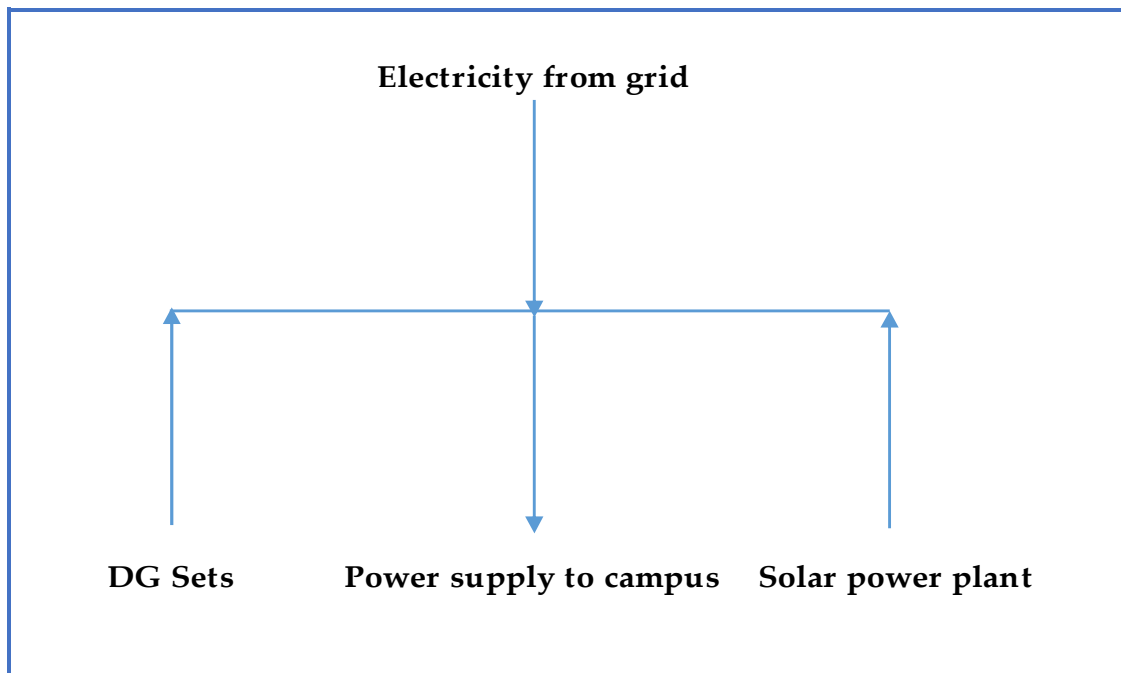 Electricity from grid
DG Sets
Power supply to campus
Solar power plant